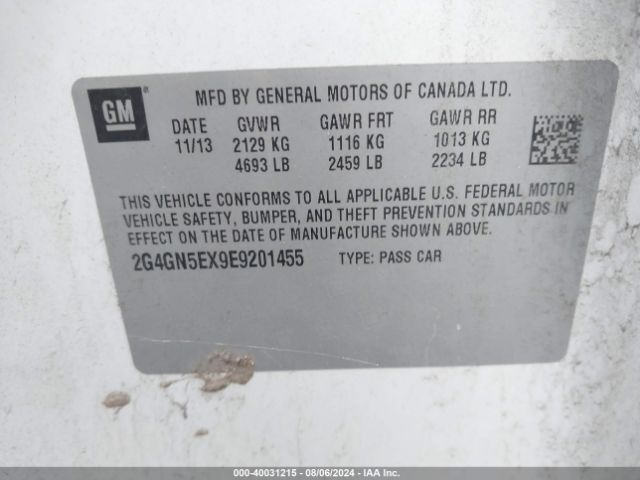 GM
MFD BY GENERAL MOTORS OF CANADA LTD.
DATE GVWR GAWR FRT GAWR RR
11/13 2129 KG 1116 KG 1013 KG
4693 LB 2459 LB 2234 LB
THIS VEHICLE CONFORMS TO ALL APPLICABLE U.S. FEDERAL MOTOR
VEHICLE SAFETY, BUMPER, AND THEFT PREVENTION STANDARDS IN
EFFECT ON THE DATE OF MANUFACTURE SHOWN ABOVE.
2G4GN5EX9E9201455 TYPE: PASS CAR
000-40031215 - 08/06/2024 - IAA Inc.